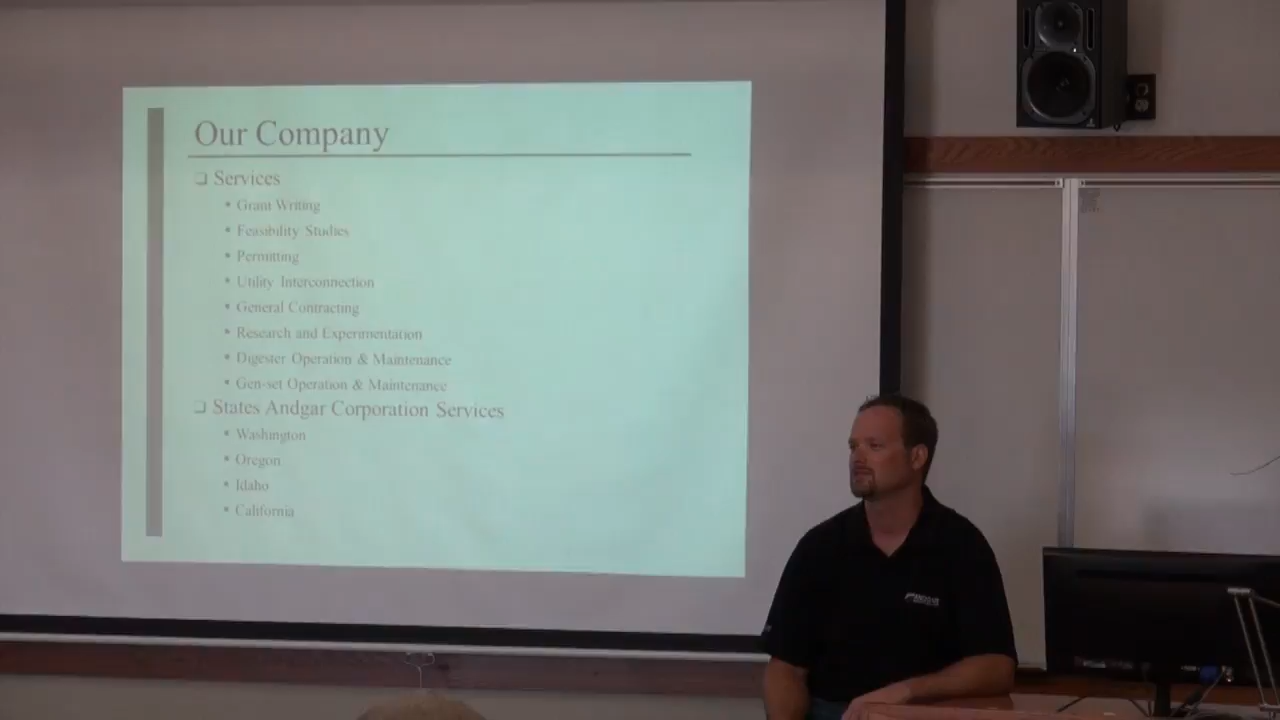 Our Company
❑ Services
• Grant Writing
• Feasibility Studies
• Permitting
• Utility Interconnection
• General Contracting
• Research and Experimentation
• Digester Operation & Maintenance
• Gen-set Operation & Maintenance
❑ States Andgar Corporation Services
• Washington
• Oregon
• Idaho
• California